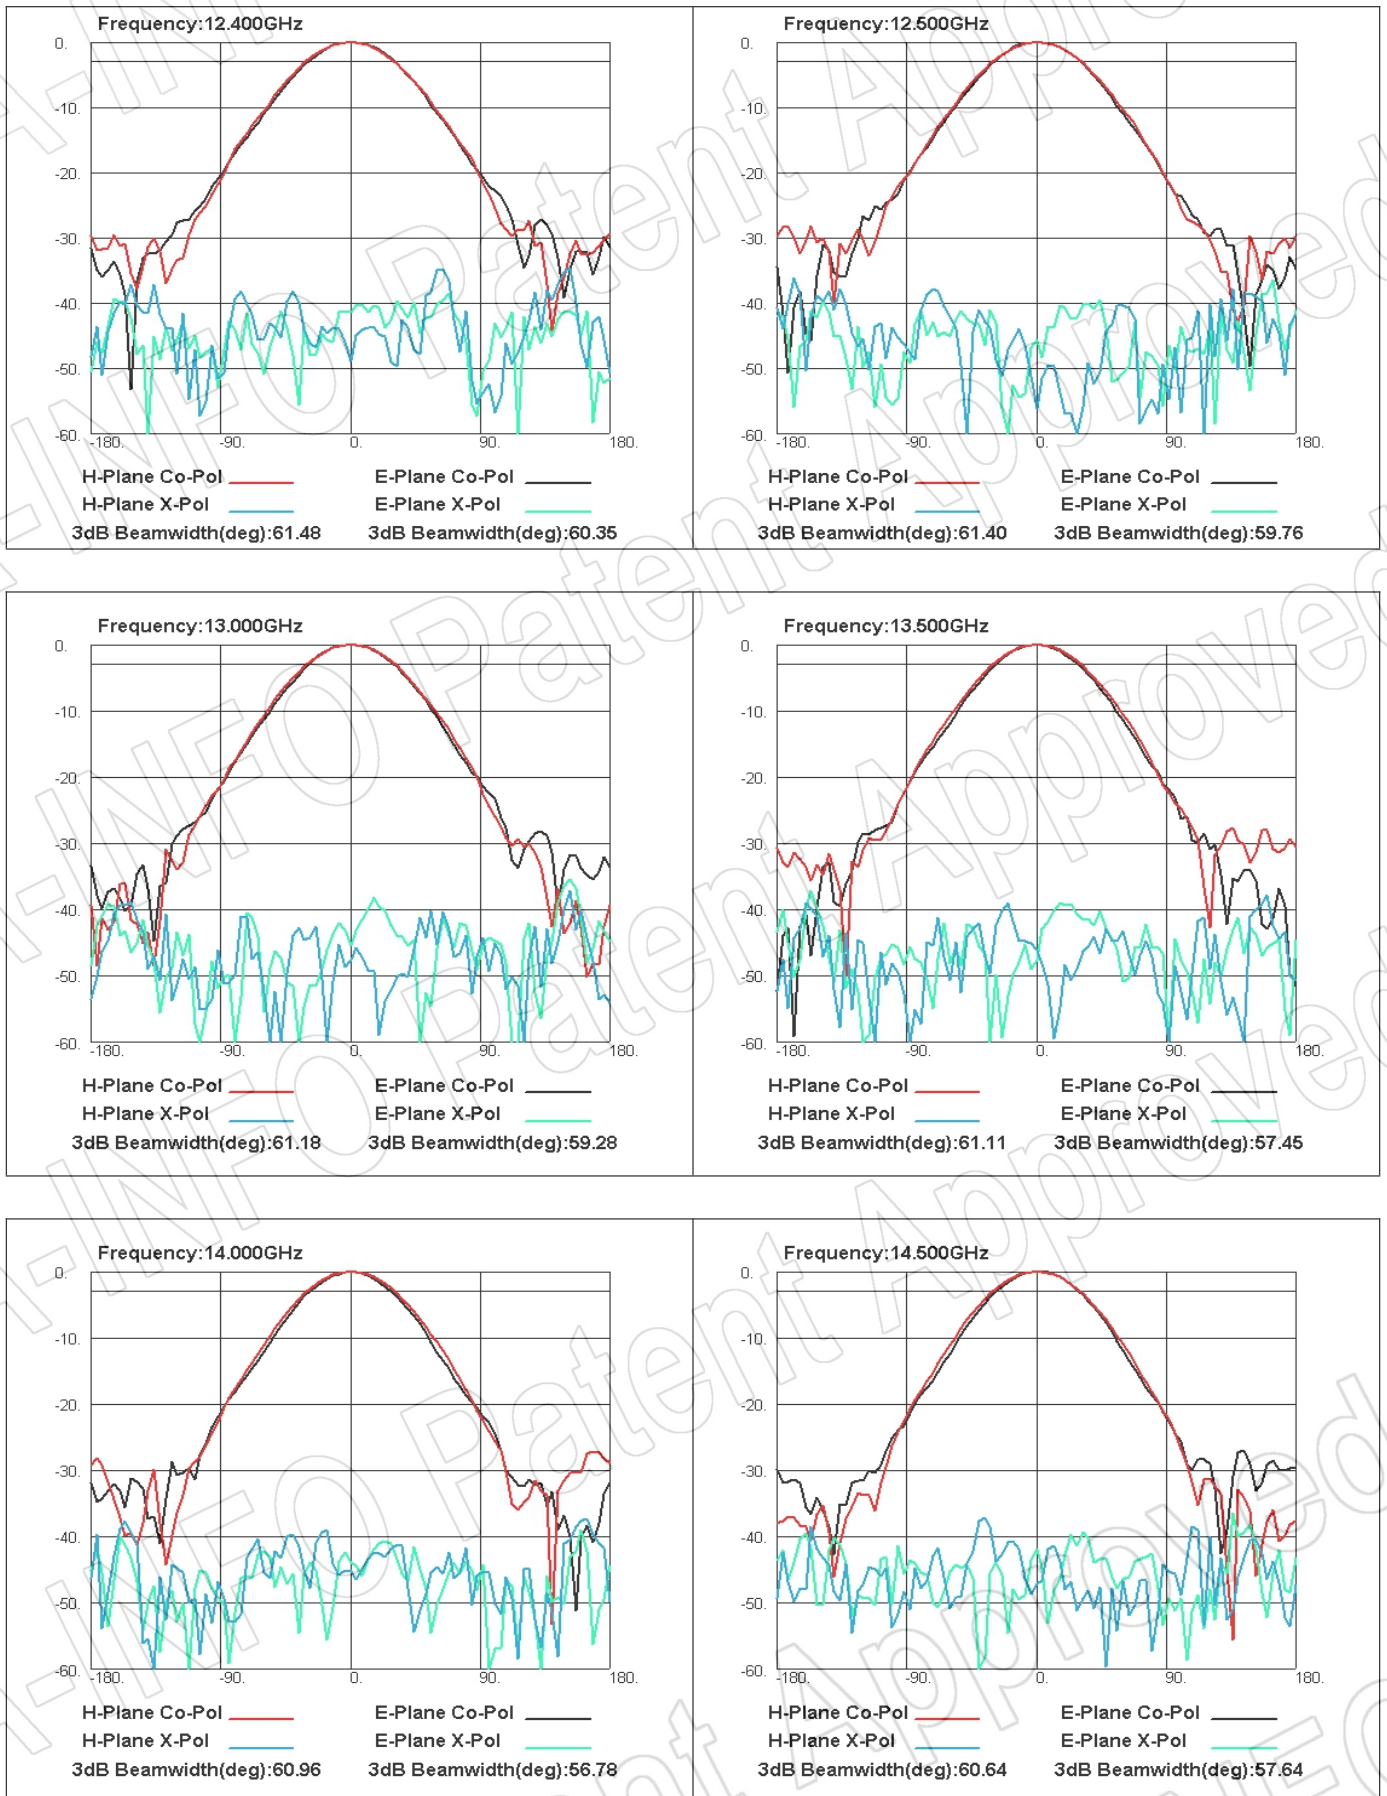 Frequency:12.400GHz
0.
-10.
-20.
-30.
-40.
-50.
-60.
-180. -90. 0. 90. 180.
H-Plane Co-Pol E-Plane Co-Pol
H-Plane X-Pol E-Plane X-Pol
3dB Beamwidth(deg):61.48 3dB Beamwidth(deg):60.35
Frequency:12.500GHz
0.
-10.
-20.
-30.
-40.
-50.
-60.
-180. -90. 0. 90. 180.
H-Plane Co-Pol E-Plane Co-Pol
H-Plane X-Pol E-Plane X-Pol
3dB Beamwidth(deg):61.40 3dB Beamwidth(deg):59.76
Frequency:13.000GHz
0.
-10.
-20.
-30.
-40.
-50.
-60.
-180. -90. 0. 90. 180.
H-Plane Co-Pol E-Plane Co-Pol
H-Plane X-Pol E-Plane X-Pol
3dB Beamwidth(deg):61.18 3dB Beamwidth(deg):59.28
Frequency:13.500GHz
0.
-10.
-20.
-30.
-40.
-50.
-60.
-180. -90. 0. 90. 180.
H-Plane Co-Pol E-Plane Co-Pol
H-Plane X-Pol E-Plane X-Pol
3dB Beamwidth(deg):61.11 3dB Beamwidth(deg):57.45
Frequency:14.000GHz
0.
-10.
-20.
-30.
-40.
-50.
-60.
-180. -90. 0. 90. 180.
H-Plane Co-Pol E-Plane Co-Pol
H-Plane X-Pol E-Plane X-Pol
3dB Beamwidth(deg):60.96 3dB Beamwidth(deg):56.78
Frequency:14.500GHz
0.
-10.
-20.
-30.
-40.
-50.
-60.
-180. -90. 0. 90. 180.
H-Plane Co-Pol E-Plane Co-Pol
H-Plane X-Pol E-Plane X-Pol
3dB Beamwidth(deg):60.64 3dB Beamwidth(deg):57.64
A-INFO Patent Approved
A-INFO Patent Approved
A-INFO Patent Approved